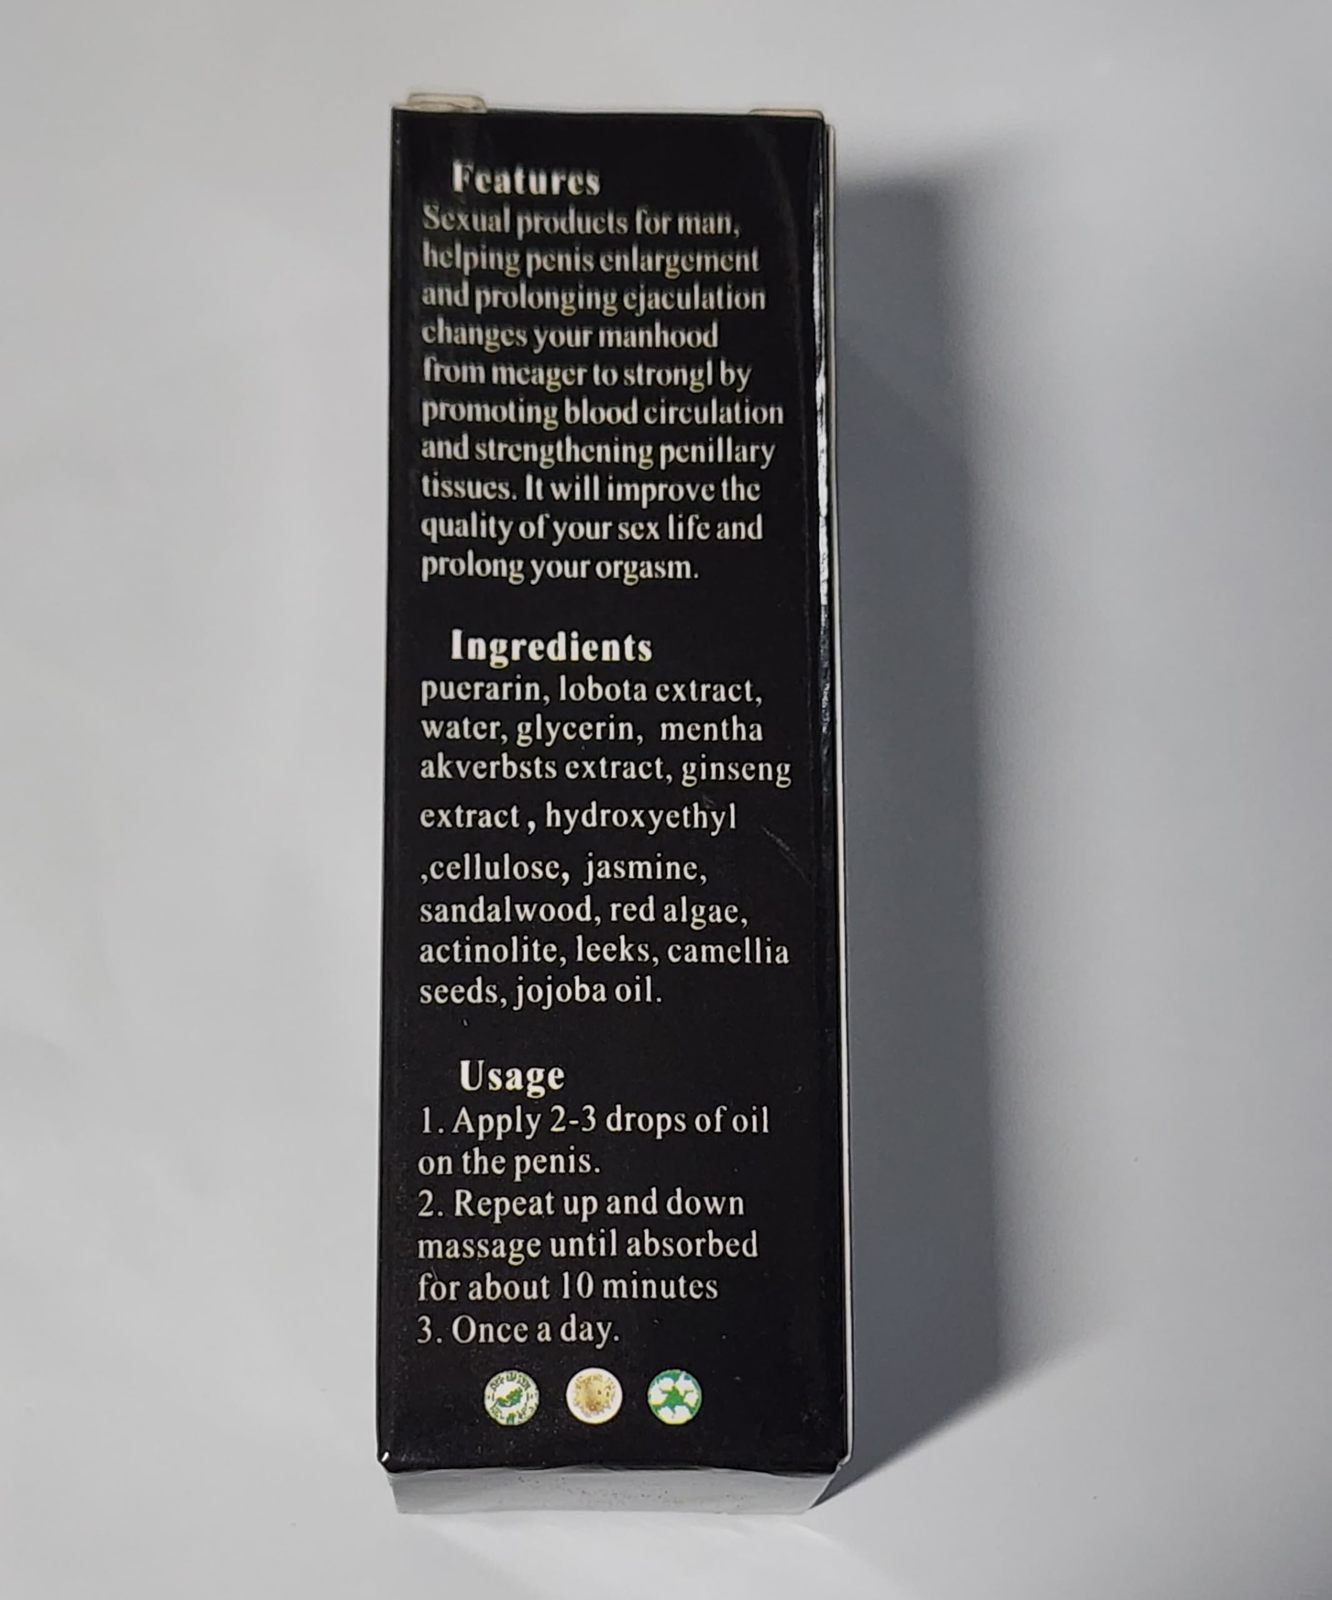 Features
Sexual products for man,
helping penis enlargement
and prolonging ejaculation
changes your manhood
from meager to strongl by
promoting blood circulation
and strengthening penillary
tissues. It will improve the
quality of your sex life and
prolong your orgasm.
Ingredients
puerarin, lobota extract,
water, glycerin, mentha
akverbsts extract, ginseng
extract , hydroxyethyl
,cellulose, jasmine,
sandalwood, red algae,
actinolite, leeks, camellia
seeds, jojoba oil.
Usage
1. Apply 2-3 drops of oil
on the penis.
2. Repeat up and down
massage until absorbed
for about 10 minutes
3. Once a day.